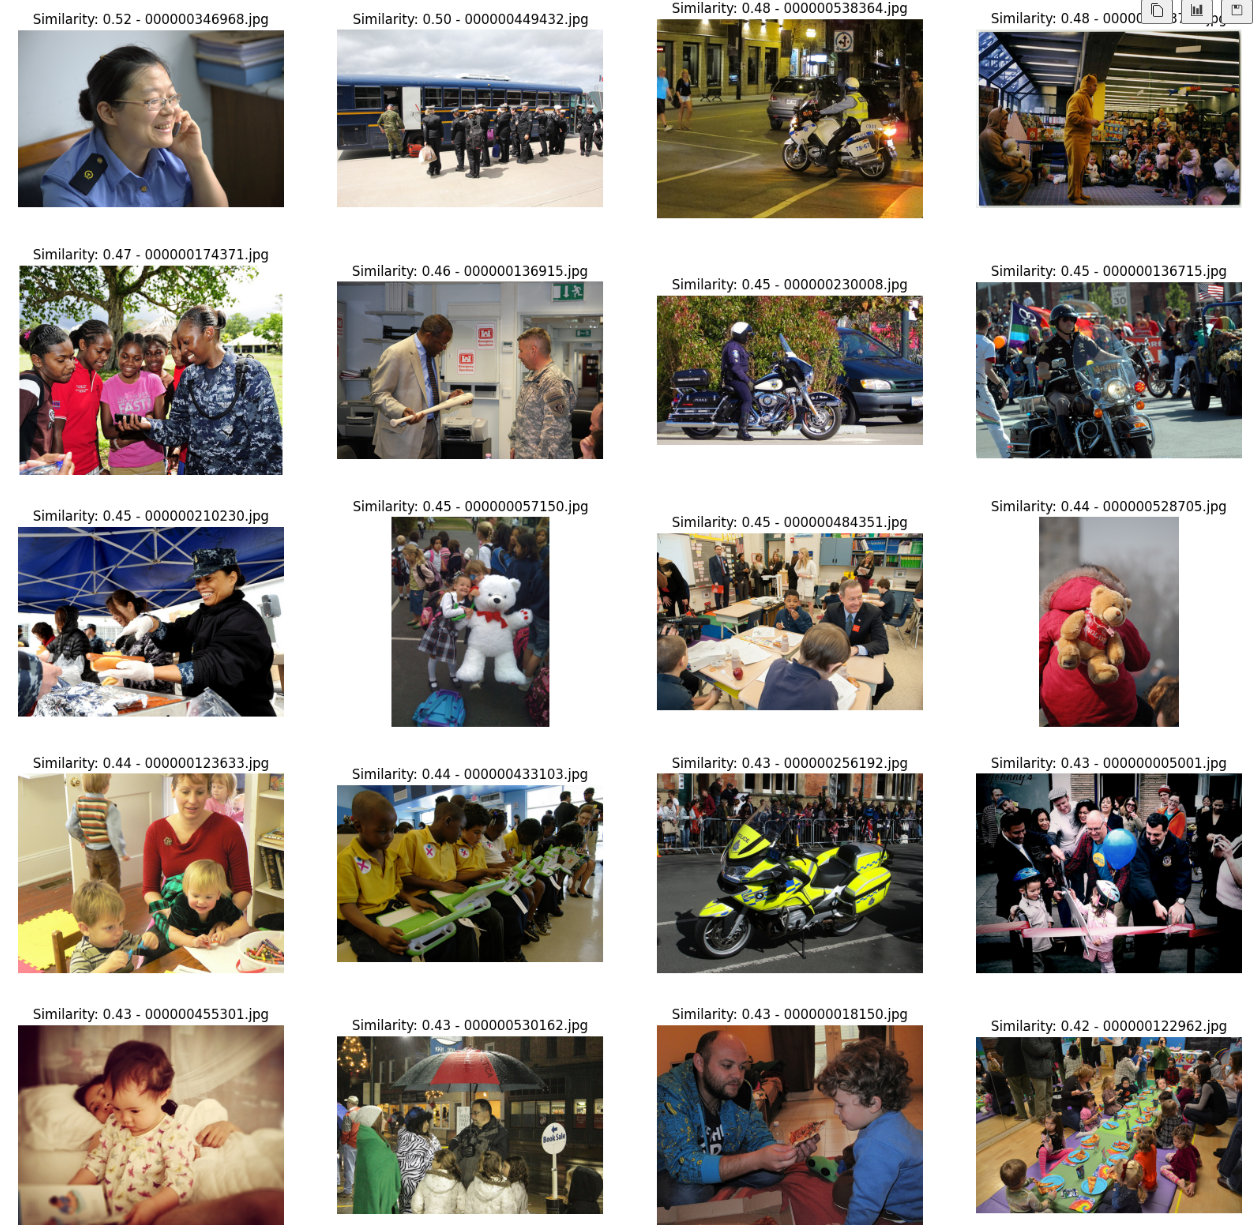 Similarity: 0.52 - 000000346968.jpg
Similarity: 0.50 - 000000449432.jpg
Similarity: 0.48 - 000000538364.jpg
Similarity: 0.48 -
Similarity: 0.47 - 000000174371.jpg
Similarity: 0.46 - 000000136915.jpg
Similarity: 0.45 - 000000230008.jpg
Similarity: 0.45 - 000000136715.jpg
30
FAST
Similarity: 0.45 - 000000210230.jpg
Similarity: 0.45 - 000000057150.jpg
Similarity: 0.45 - 000000484351.jpg
Similarity: 0.44 - 000000528705.jpg
Similarity: 0.44 - 000000123633.jpg
Similarity: 0.44 - 000000433103.jpg
Similarity: 0.43 - 000000256192.jpg
Similarity: 0.43 - 000000005001.jpg
POLICE
Similarity: 0.43 - 000000455301.jpg
Similarity: 0.43 - 000000530162.jpg
Similarity: 0.43 - 000000018150.jpg
Similarity: 0.42 - 000000122962.jpg
Book Sale